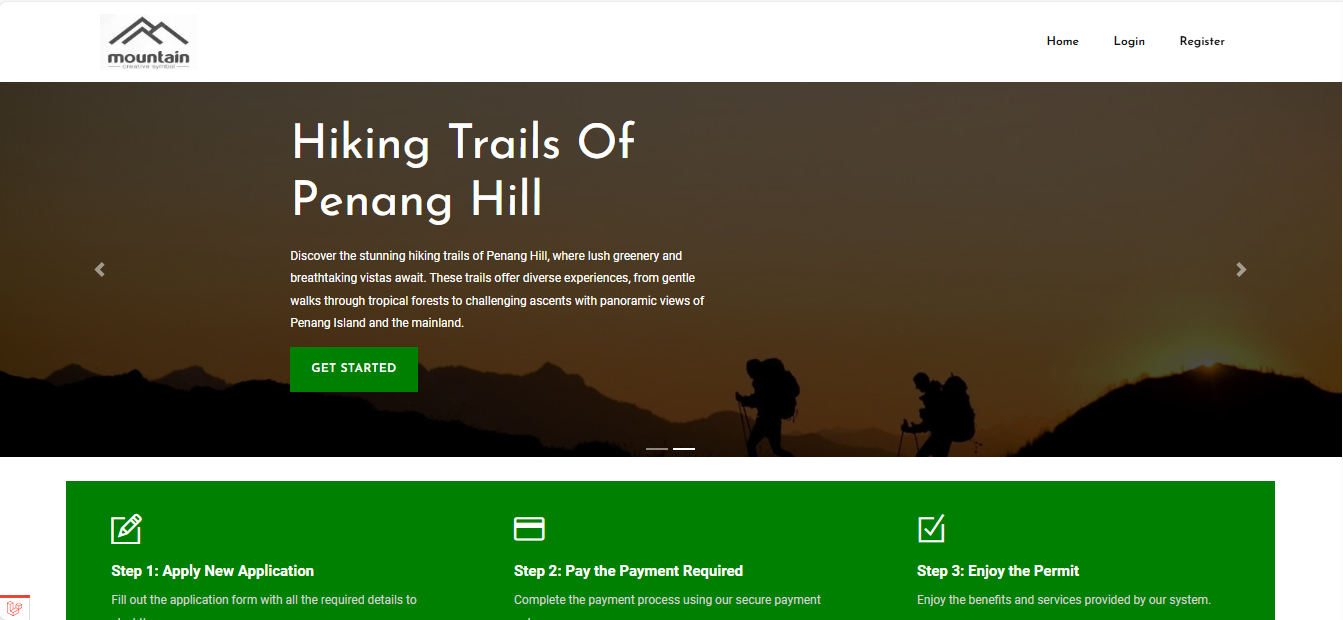 mountain
creative symbol
Home Login Register
Hiking Trails Of
Penang Hill
Discover the stunning hiking trails of Penang Hill, where lush greenery and
breathtaking vistas await. These trails offer diverse experiences, from gentle
walks through tropical forests to challenging ascents with panoramic views of
Penang Island and the mainland.
GET STARTED
Step 1: Apply New Application
Fill out the application form with all the required details to
Step 2: Pay the Payment Required
Complete the payment process using our secure payment
Step 3: Enjoy the Permit
Enjoy the benefits and services provided by our system.